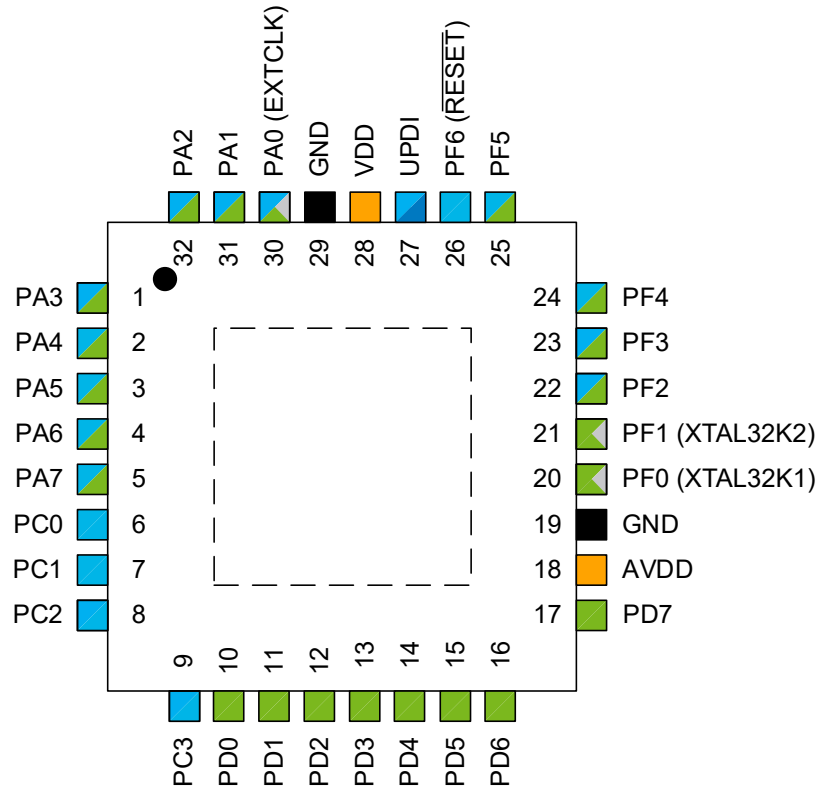 PA2
PA1
PA0 (EXTCLK)
GND
VDD
UPDI
PF6 (RESET)
PF5
32
31
30
29
28
27
26
25
PA3
1
PA4
2
PA5
3
PA6
4
PA7
5
PC0
6
PC1
7
PC2
8
24
PF4
23
PF3
22
PF2
21
PF1 (XTAL32K2)
20
PF0 (XTAL32K1)
19
GND
18
AVDD
17
PD7
9
10
11
12
13
14
15
16
PC3
PD0
PD1
PD2
PD3
PD4
PD5
PD6